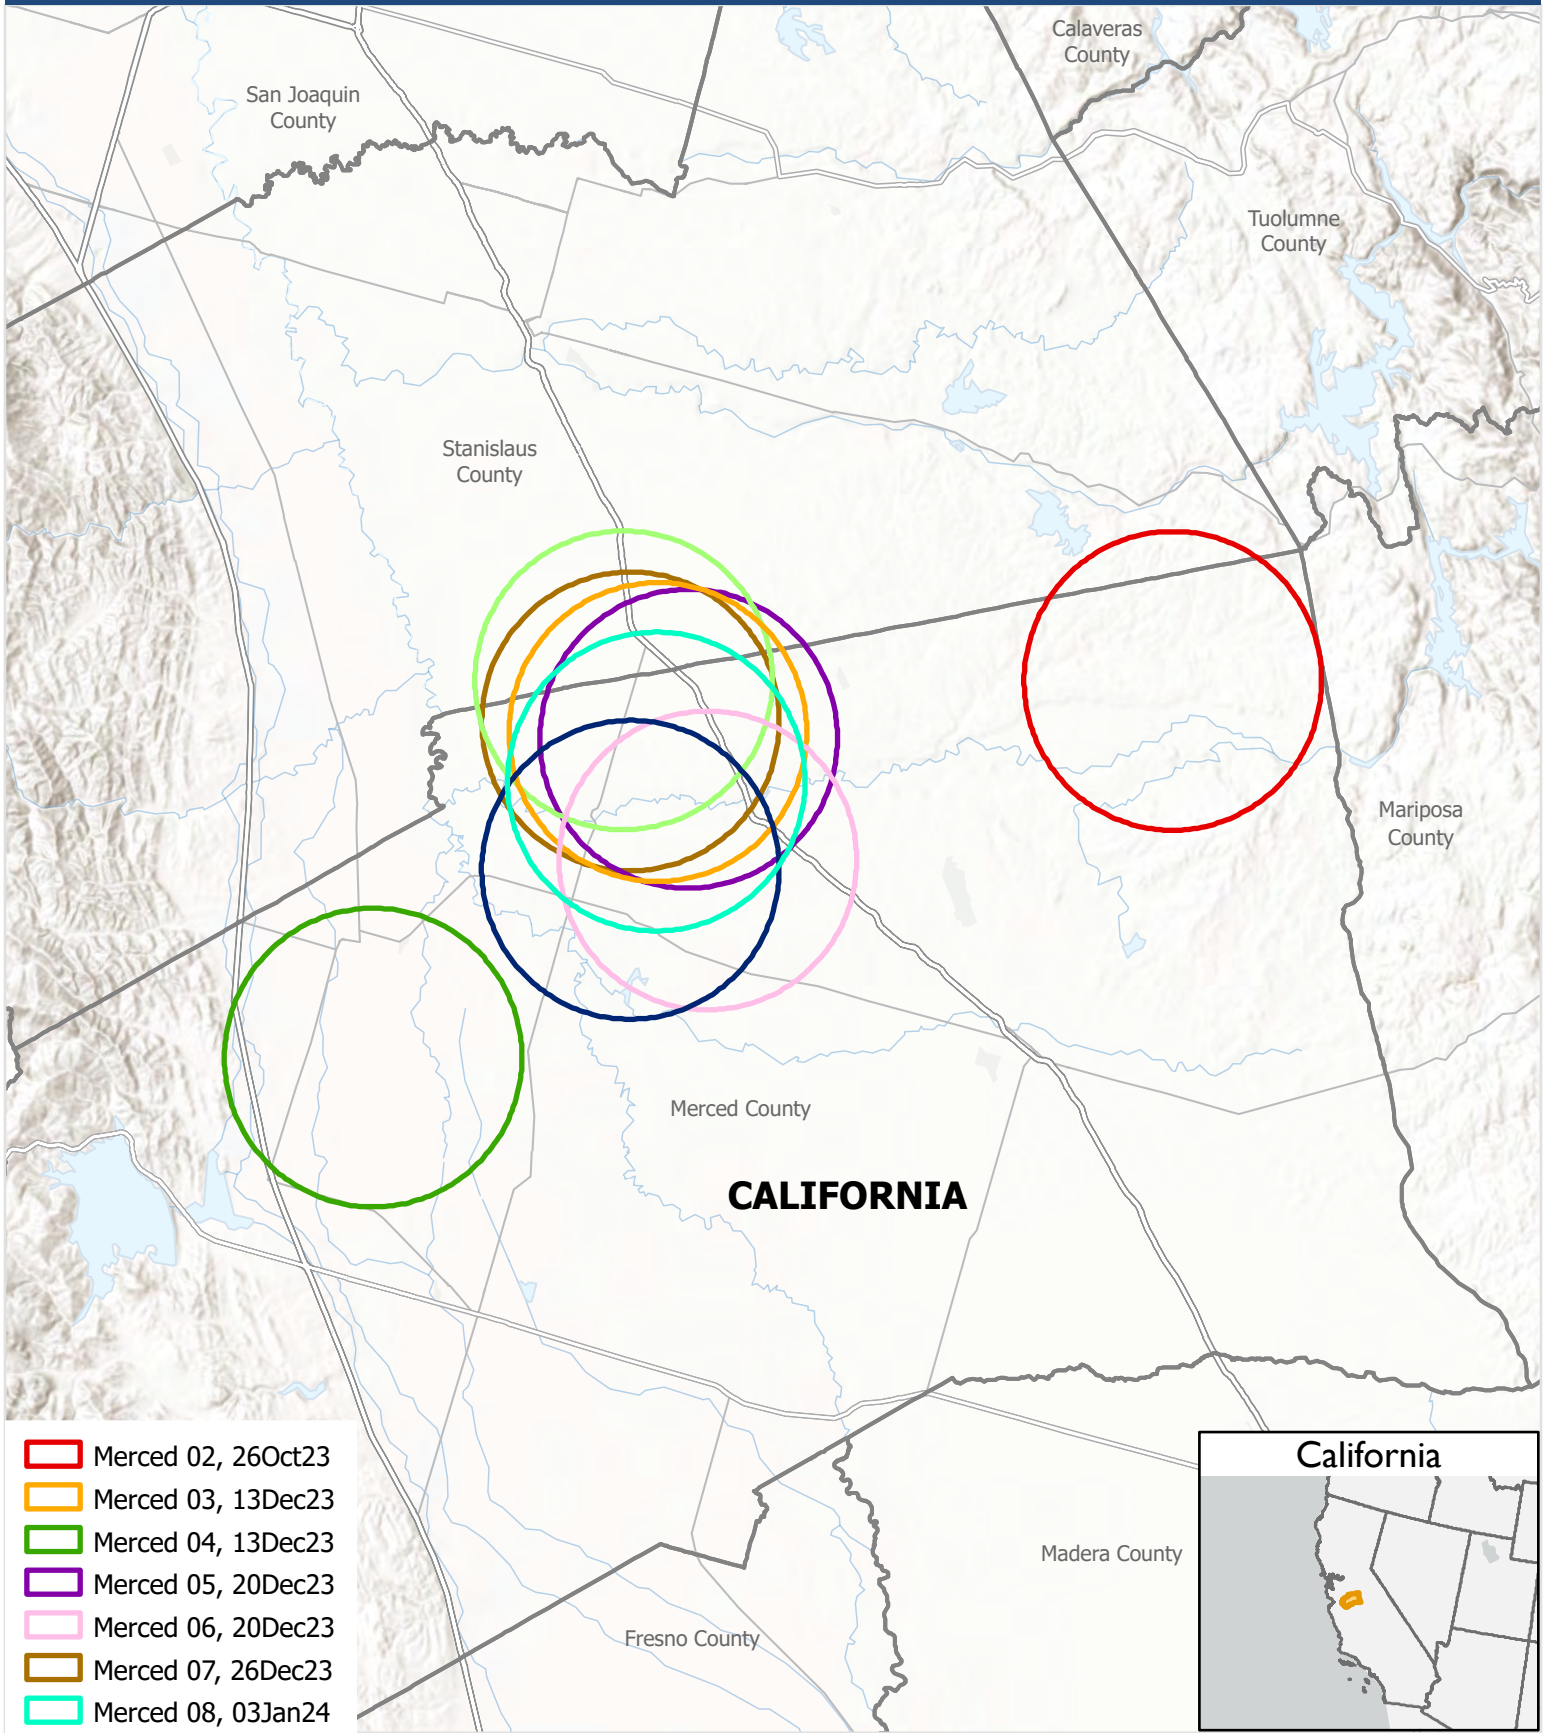 Calaveras
County
San Joaquin
County
Tuolumne
County
Stanislaus
County
Mariposa
County
Merced County
CALIFORNIA
Madera County
Fresno County
Merced 02, 26Oct23
Merced 03, 13Dec23
Merced 04, 13Dec23
Merced 05, 20Dec23
Merced 06, 20Dec23
Merced 07, 26Dec23
Merced 08, 03Jan24
California